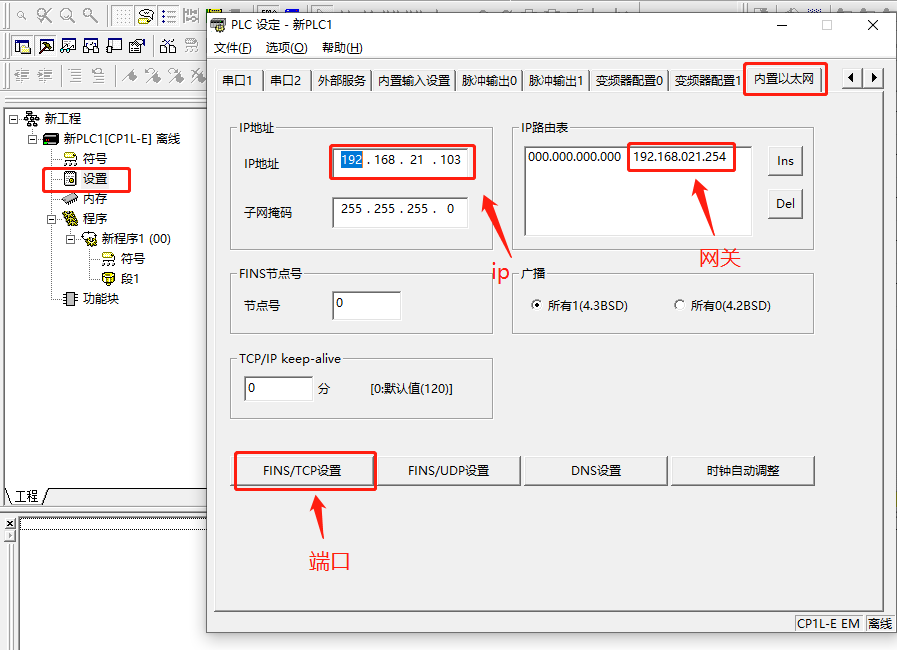 PLC 设定 - 新PLC1
文件(F) 选项(O) 帮助(H)
串口1 串口2 外部服务 内置输入设置 脉冲输出0 脉冲输出1 变频器配置0 变频器配置1 内置以太网
新工程
新PLC1[CP1L-E] 离线
符号
设置
内存
程序
新程序1 (00)
符号
段1
功能块
工程
IP地址
IP地址 192 . 168 . 21 . 103
子网掩码 255 . 255 . 255 . 0
ip
IP路由表
000.000.000.000 192.168.021.254
Ins
Del
网关
FINS节点号
节点号 0
广播
所有1(4.3BSD) 所有0(4.2BSD)
TCP/IP keep-alive
0 分 [0:默认值(120)]
FINS/TCP设置 FINS/UDP设置 DNS设置 时钟自动调整
端口
CP1L-E EM 离线